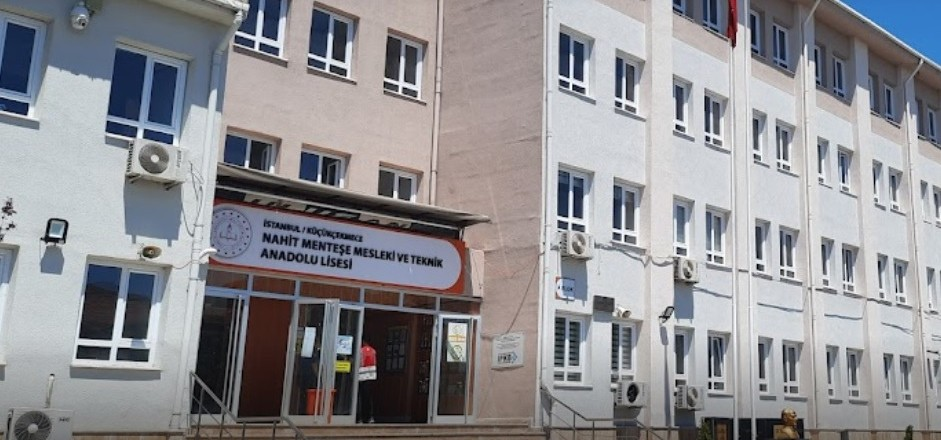 İSTANBUL / KÜÇÜKÇEKMECE
NAHİT MENTEŞE MESLEKİ VE TEKNİK
ANADOLU LİSESİ